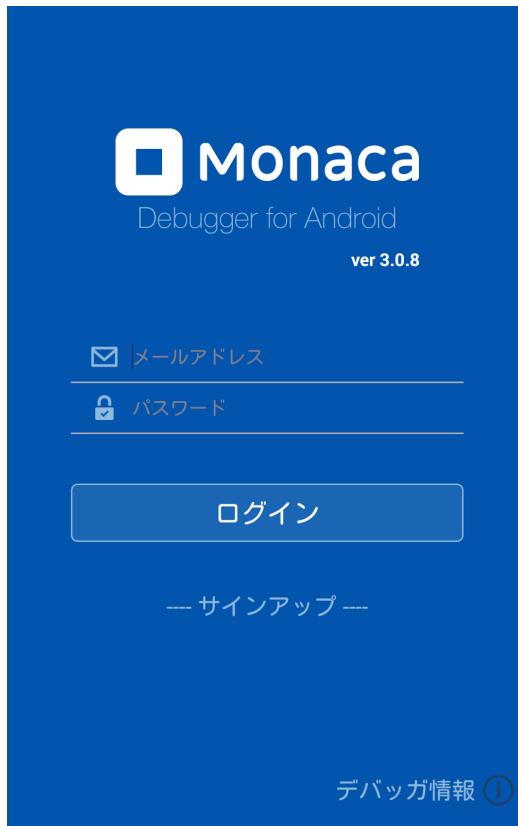 Monaca
Debugger for Android
ver 3.0.8
メールアドレス
パスワード
ログイン
---- サインアップ ----
デバッガ情報